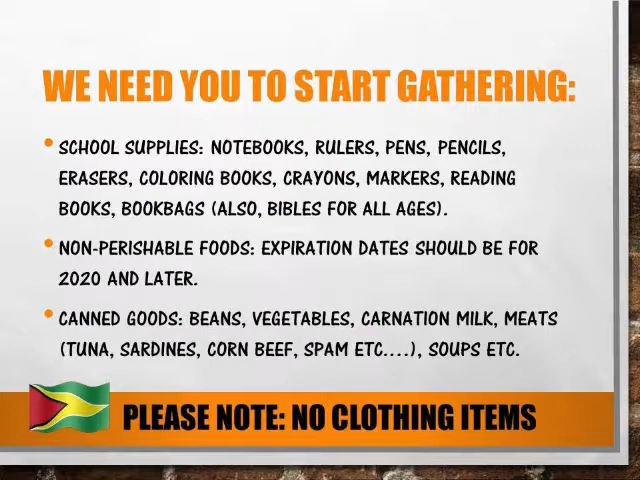 WE NEED YOU TO START GATHERING:
• SCHOOL SUPPLIES: NOTEBOOKS, RULERS, PENS, PENCILS,
ERASERS, COLORING BOOKS, CRAYONS, MARKERS, READING
BOOKS, BOOKBAGS (ALSO, BIBLES FOR ALL AGES).
• NON-PERISHABLE FOODS: EXPIRATION DATES SHOULD BE FOR
2020 AND LATER.
• CANNED GOODS: BEANS, VEGETABLES, CARNATION MILK, MEATS
(TUNA, SARDINES, CORN BEEF, SPAM ETC....), SOUPS ETC.
PLEASE NOTE: NO CLOTHING ITEMS